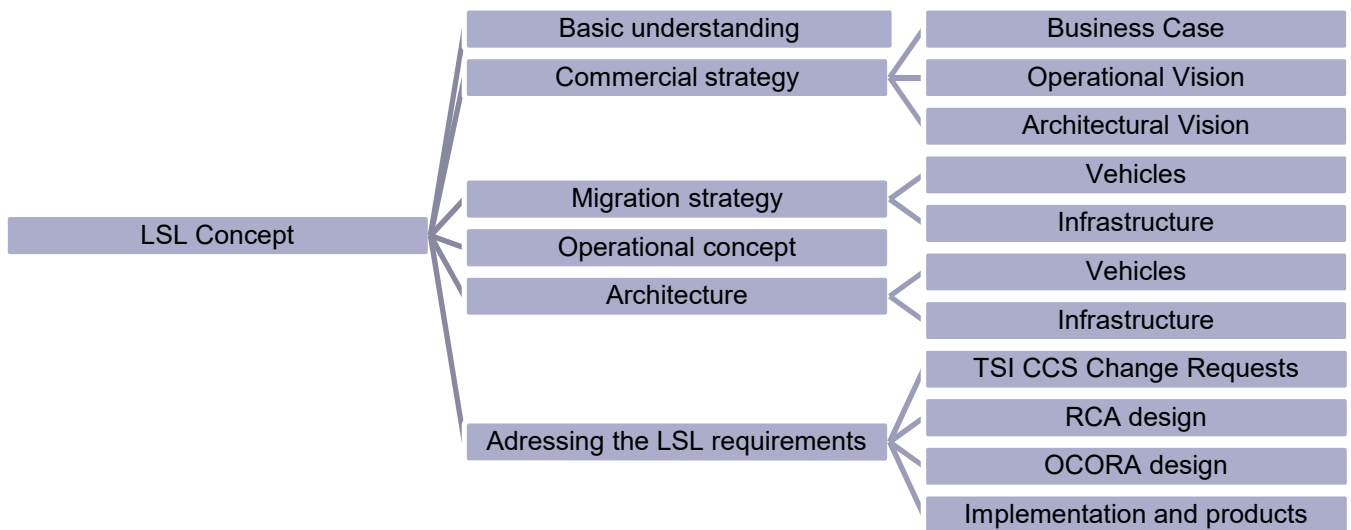 LSL Concept
Basic understanding
Commercial strategy
Business Case
Operational Vision
Architectural Vision
Migration strategy
Vehicles
Infrastructure
Operational concept
Architecture
Vehicles
Infrastructure
Adressing the LSL requirements
TSI CCS Change Requests
RCA design
OCORA design
Implementation and products